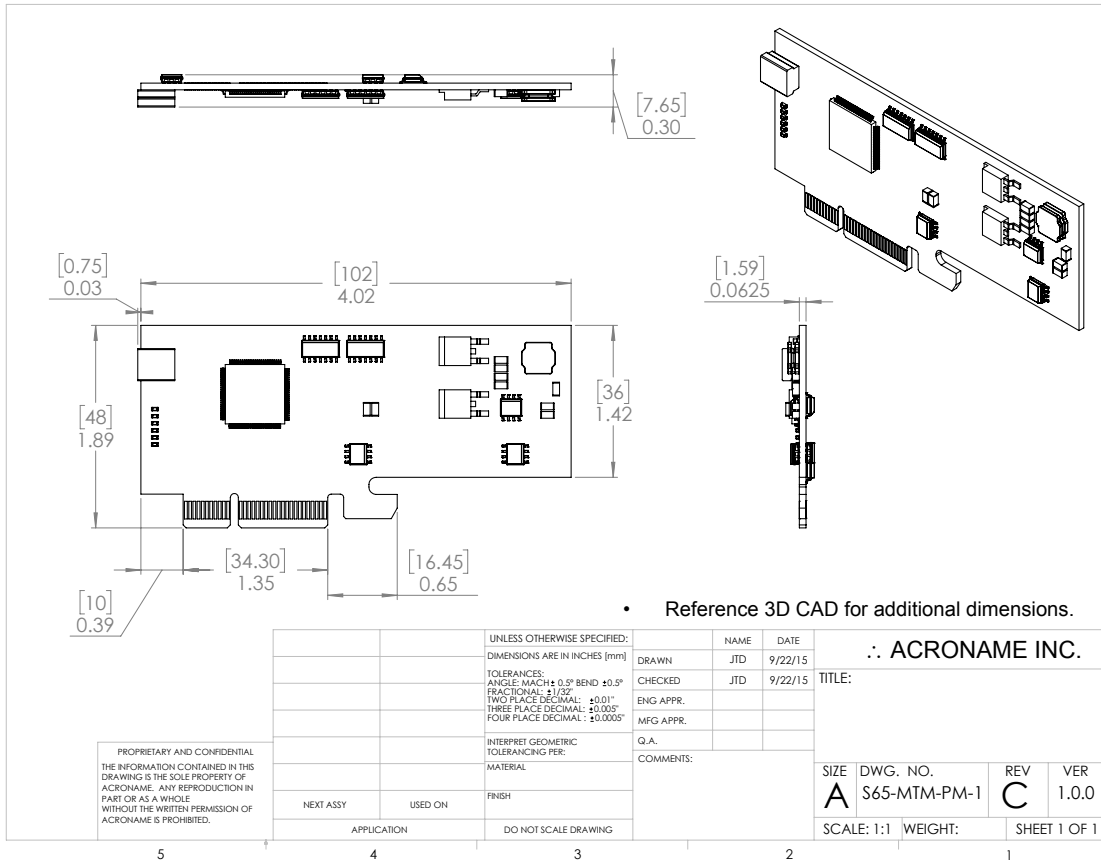 [7.65]
0.30
[0.75]
0.03
[102]
4.02
[1.59]
0.0625
[48]
1.89
[36]
1.42
[34.30]
1.35
[16.45]
0.65
[10]
0.39
• Reference 3D CAD for additional dimensions.
PROPRIETARY AND CONFIDENTIAL
THE INFORMATION CONTAINED IN THIS
DRAWING IS THE SOLE PROPERTY OF
ACRONAME. ANY REPRODUCTION IN
PART OR AS A WHOLE
WITHOUT THE WRITTEN PERMISSION OF
ACRONAME IS PROHIBITED.
NEXT ASSY
USED ON
APPLICATION
UNLESS OTHERWISE SPECIFIED:
DIMENSIONS ARE IN INCHES [mm]
TOLERANCES:
ANGLE: MACH± 0.5° BEND ±0.5°
FRACTIONAL: ±1/32"
TWO PLACE DECIMAL: ±0.01"
THREE PLACE DECIMAL: ±0.005"
FOUR PLACE DECIMAL : ±0.0005"
INTERPRET GEOMETRIC
TOLERANCING PER:
MATERIAL
FINISH
DO NOT SCALE DRAWING
NAME
DATE
DRAWN JTD 9/22/15
CHECKED JTD 9/22/15
ENG APPR.
MFG APPR.
Q.A.
COMMENTS:
∴ ACRONAME INC.
TITLE:
SIZE
A
DWG. NO.
S65-MTM-PM-1
REV
C
VER
1.0.0
SCALE: 1:1
WEIGHT:
SHEET 1 OF 1
5 4 3 2 1